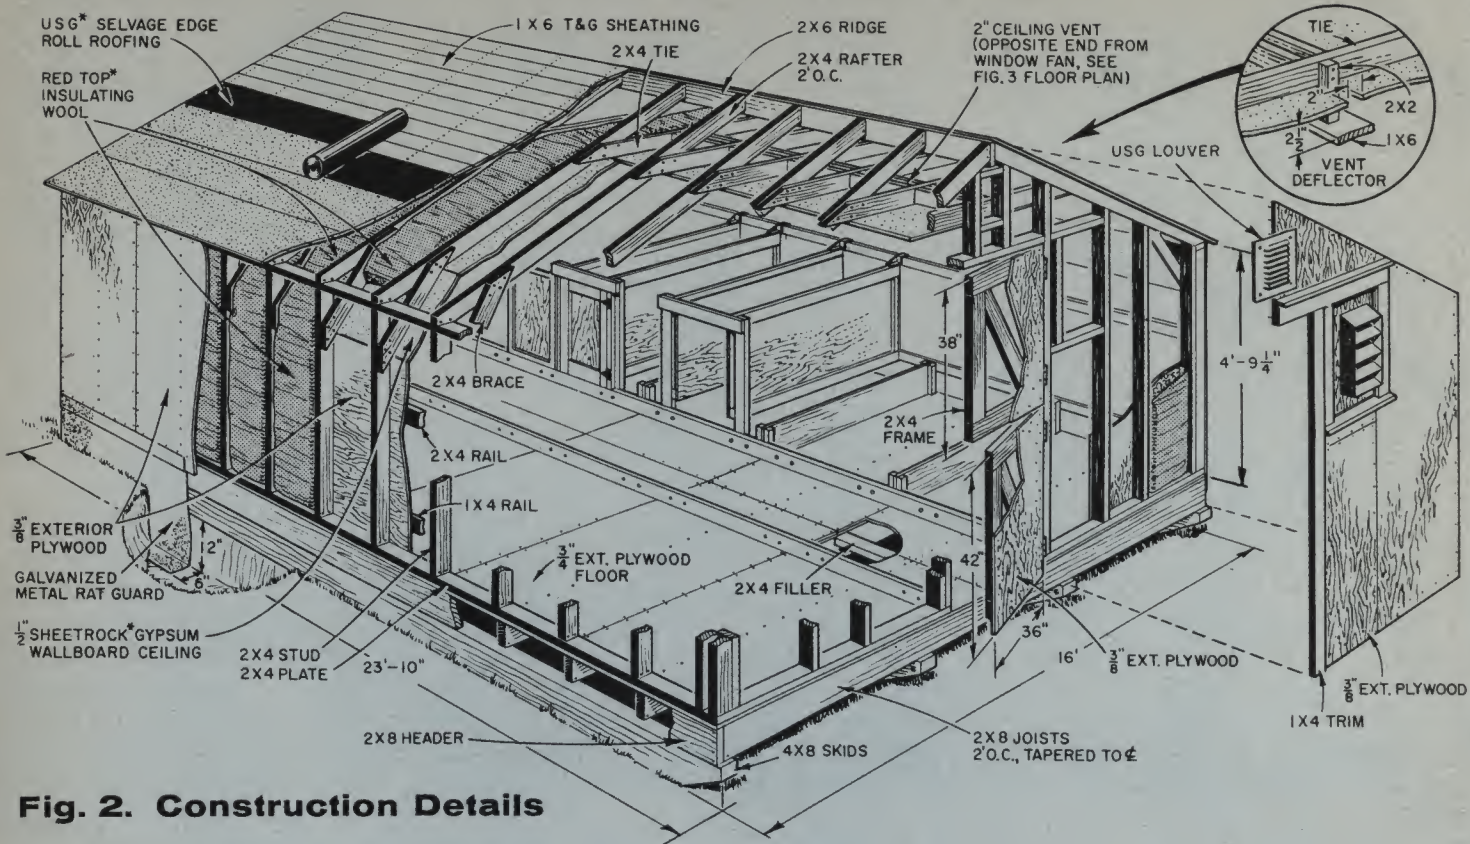 USG* SELVAGE EDGE
ROLL ROOFING
1 X 6 T&G SHEATHING
2X4 TIE
2X6 RIDGE
2X4 RAFTER
2' O.C.
2" CEILING VENT
(OPPOSITE END FROM
WINDOW FAN, SEE
FIG. 3 FLOOR PLAN)
TIE
2"
2X2
1X6
2 1/2"
VENT
DEFLECTOR
RED TOP*
INSULATING
WOOL
USG LOUVER
38"
4'-9 1/4"
2X4 BRACE
2X4
FRAME
2X4 RAIL
1X4 RAIL
3/8" EXTERIOR
PLYWOOD
12"
6"
GALVANIZED
METAL RAT GUARD
3/4" EXT. PLYWOOD
FLOOR
2X4 FILLER
42"
36"
16'
3/8" EXT. PLYWOOD
1/2" SHEETROCK* GYPSUM
WALLBOARD CEILING
2X4 STUD
2X4 PLATE
23'-10"
3/8" EXT. PLYWOOD
1X4 TRIM
2X8 HEADER
4X8 SKIDS
2X8 JOISTS
2' O.C., TAPERED TO ℄
Fig. 2. Construction Details